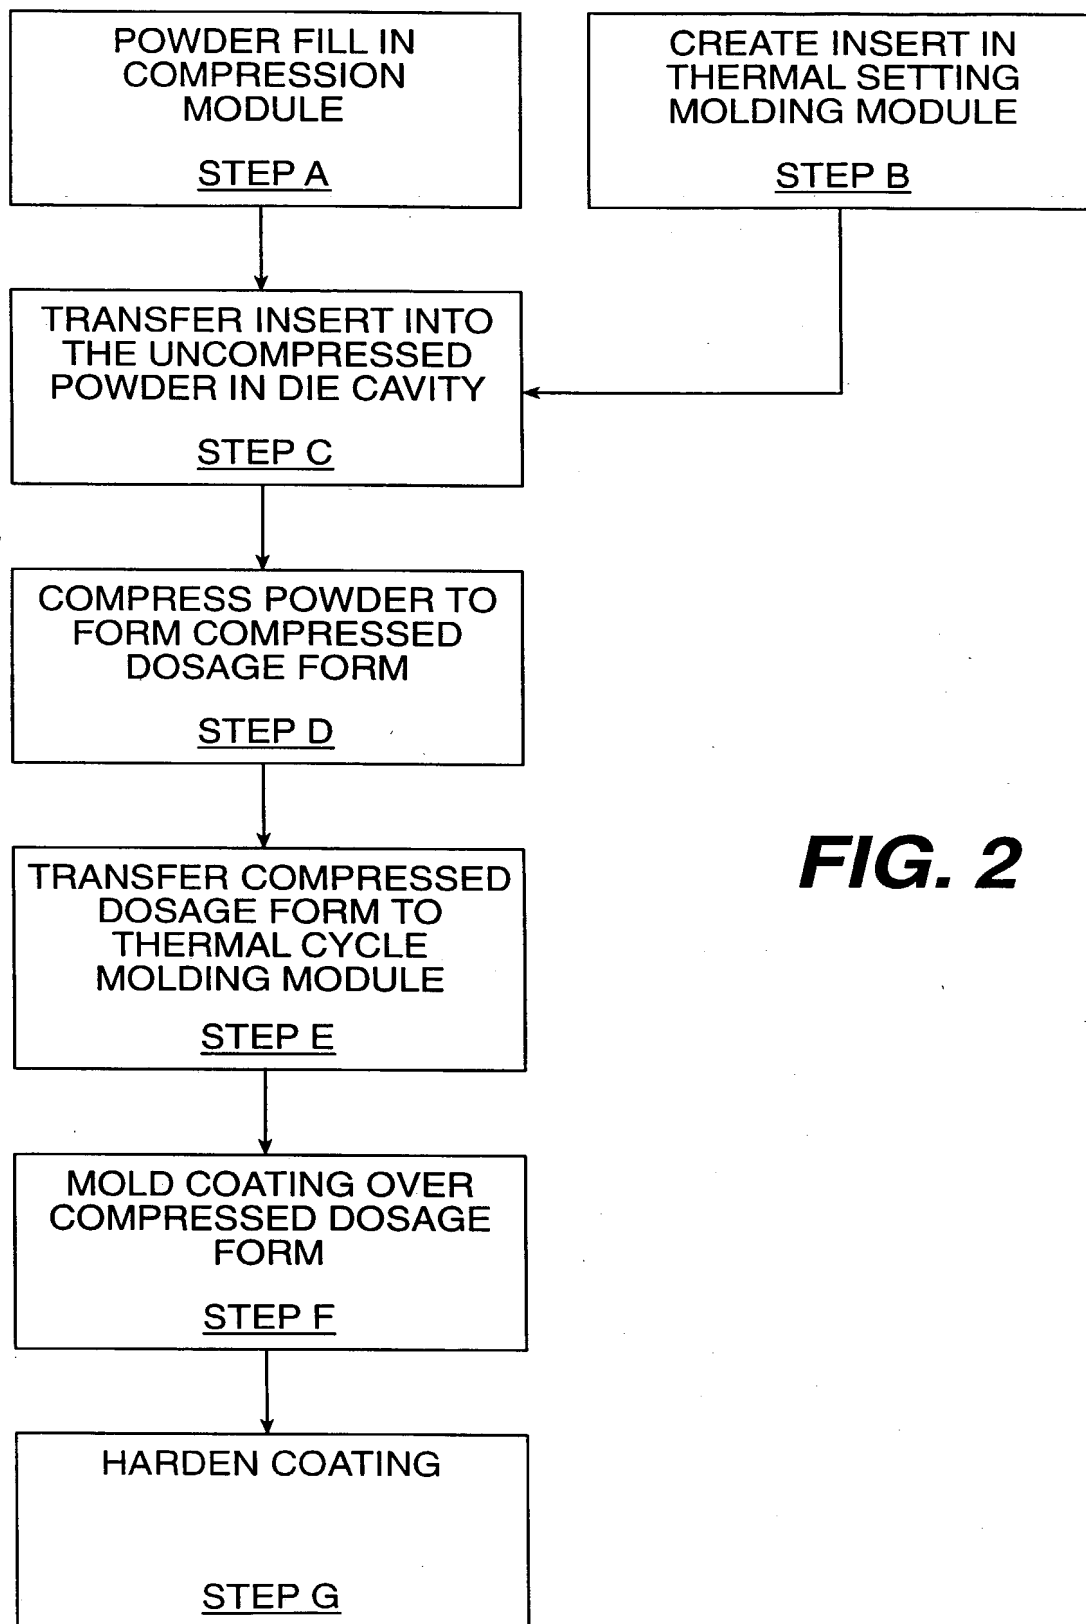 POWDER FILL IN
COMPRESSION
MODULE
STEP A
CREATE INSERT IN
THERMAL SETTING
MOLDING MODULE
STEP B
TRANSFER INSERT INTO
THE UNCOMPRESSED
POWDER IN DIE CAVITY
STEP C
COMPRESS POWDER TO
FORM COMPRESSED
DOSAGE FORM
STEP D
TRANSFER COMPRESSED
DOSAGE FORM TO
THERMAL CYCLE
MOLDING MODULE
STEP E
FIG. 2
MOLD COATING OVER
COMPRESSED DOSAGE
FORM
STEP F
HARDEN COATING
STEP G